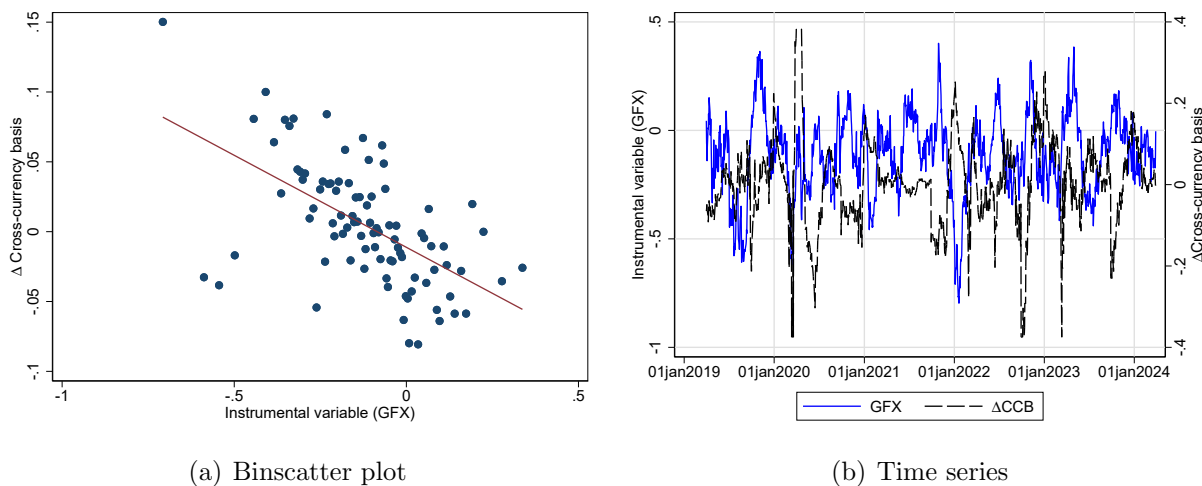 .15
.1
.05
0
-.05
-.1
Δ Cross-currency basis
-1
-.5
0
.5
Instrumental variable (GFX)
(a) Binscatter plot
.5
0
-.5
-1
Instrumental variable (GFX)
.4
.2
0
-.2
-.4
ΔCross-currency basis
01jan2019 01jan2020 01jan2021 01jan2022 01jan2023 01jan2024
GFX ΔCCB
(b) Time series